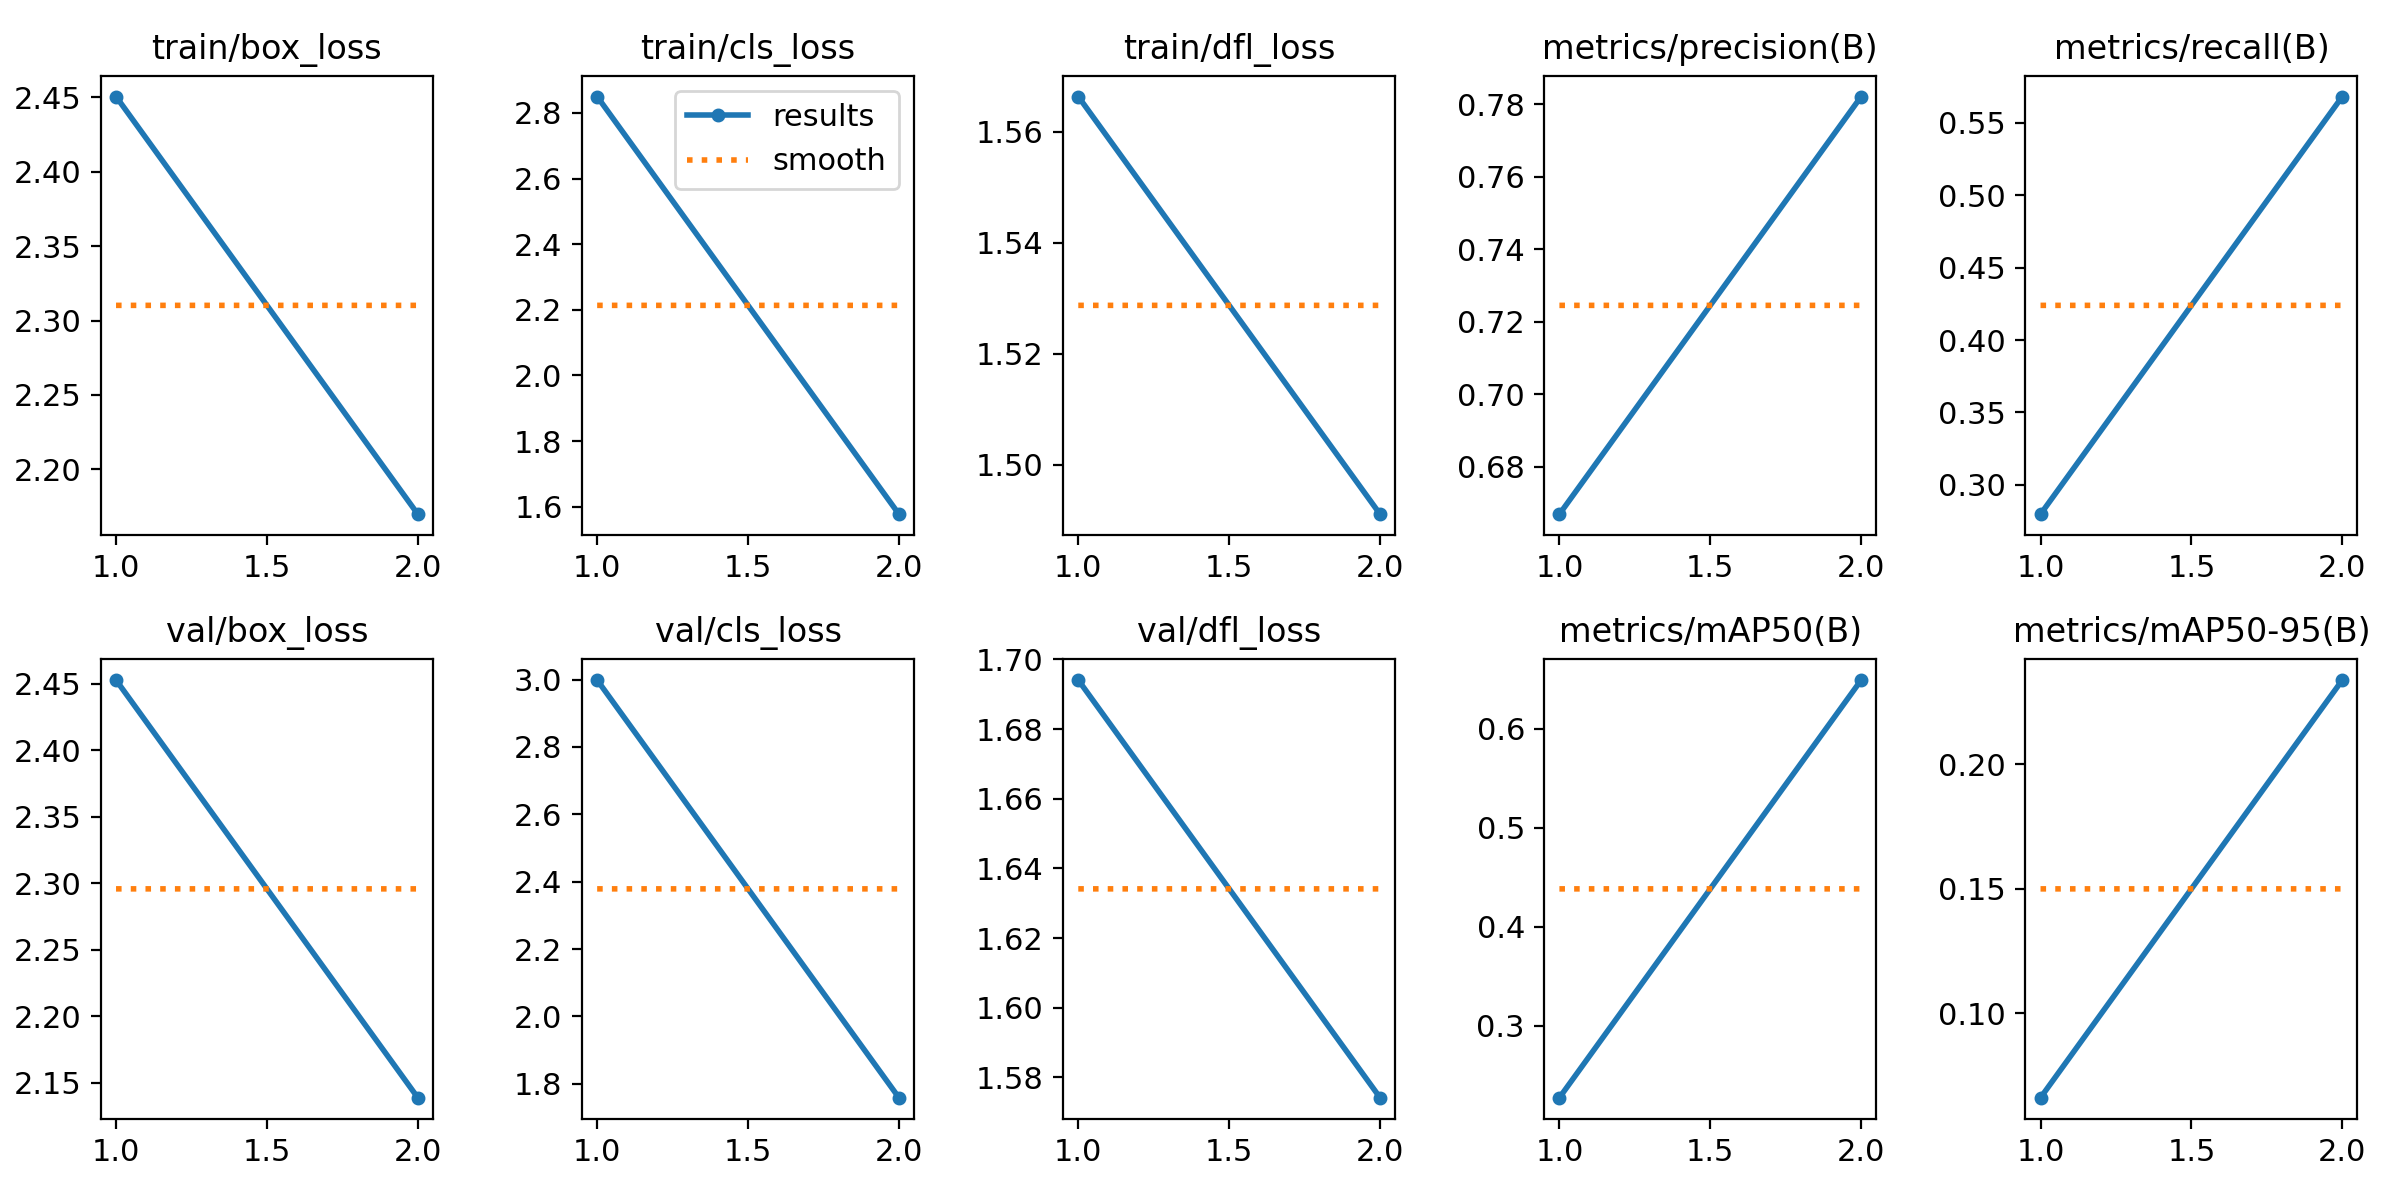 train/box_loss
2.45
2.40
2.35
2.30
2.25
2.20
1.0 1.5 2.0
train/cls_loss
results
smooth
2.8
2.6
2.4
2.2
2.0
1.8
1.6
1.0 1.5 2.0
train/dfl_loss
1.56
1.54
1.52
1.50
1.0 1.5 2.0
metrics/precision(B)
0.78
0.76
0.74
0.72
0.70
0.68
1.0 1.5 2.0
metrics/recall(B)
0.55
0.50
0.45
0.40
0.35
0.30
1.0 1.5 2.0
val/box_loss
2.45
2.40
2.35
2.30
2.25
2.20
2.15
1.0 1.5 2.0
val/cls_loss
3.0
2.8
2.6
2.4
2.2
2.0
1.8
1.0 1.5 2.0
val/dfl_loss
1.70
1.68
1.66
1.64
1.62
1.60
1.58
1.0 1.5 2.0
metrics/mAP50(B)
0.6
0.5
0.4
0.3
1.0 1.5 2.0
metrics/mAP50-95(B)
0.20
0.15
0.10
1.0 1.5 2.0